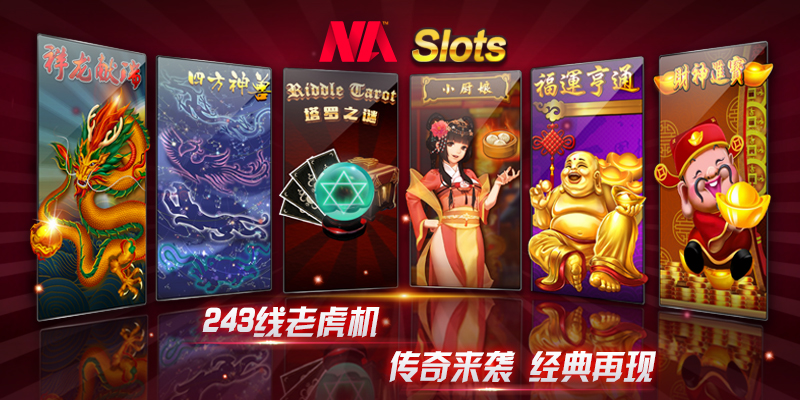 NA™ Slots
祥龙献瑞
四方神兽
Riddle Tarot
塔罗之谜
小厨娘
福運亨通
財神進寶
243线老虎机
传奇来袭 经典再现